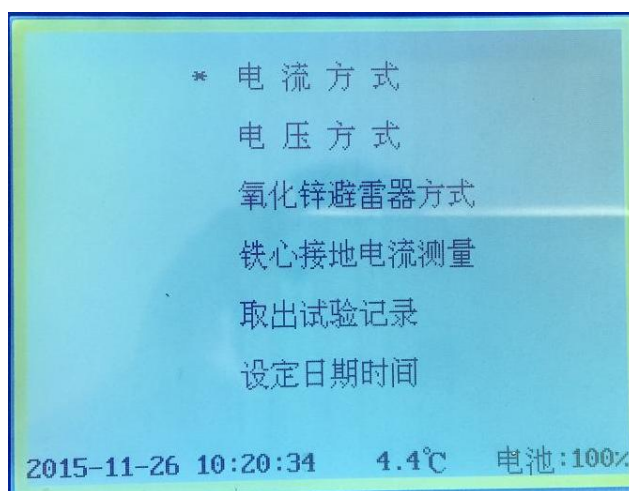 * 电流方式
电压方式
氧化锌避雷器方式
铁心接地电流测量
取出试验记录
设定日期时间
2015-11-26 10:20:34 4.4℃ 电池:100%